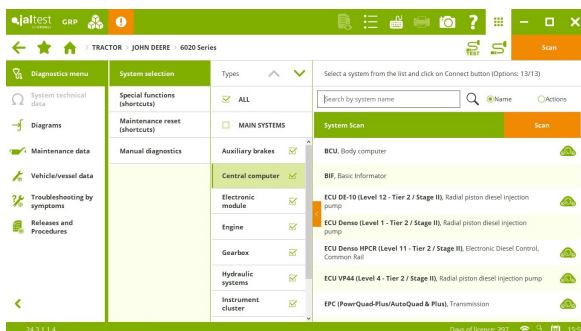 jaltest GRP
TRACTOR > JOHN DEERE > 6020 Series
TEST
Scan
Diagnostics menu
System technical
data
Diagrams
Maintenance data
Vehicle/vessel data
Troubleshooting by
symptoms
Releases and
Procedures
System selection
Special functions
(shortcuts)
Maintenance reset
(shortcuts)
Manual diagnostics
Types
ALL
MAIN SYSTEMS
Auxiliary brakes
Central computer
Electronic
module
Engine
Gearbox
Hydraulic
systems
Instrument
cluster
Select a system from the list and click on Connect button (Options: 13/13)
Search by system name
Name
Actions
System Scan
Scan
BCU, Body computer
BIF, Basic Informator
ECU DE-10 (Level 12 - Tier 2 / Stage II), Radial piston diesel injection
pump
ECU Denso (Level 1 - Tier 2 / Stage II), Radial piston diesel injection
pump
ECU Denso HPCR (Level 11 - Tier 2 / Stage II), Electronic Diesel Control,
Common Rail
ECU VP44 (Level 4 - Tier 2 / Stage II), Radial piston diesel injection pump
EPC (PowrQuad-Plus/AutoQuad & Plus), Transmission
24.3.1.1.4
Days of licence: 397